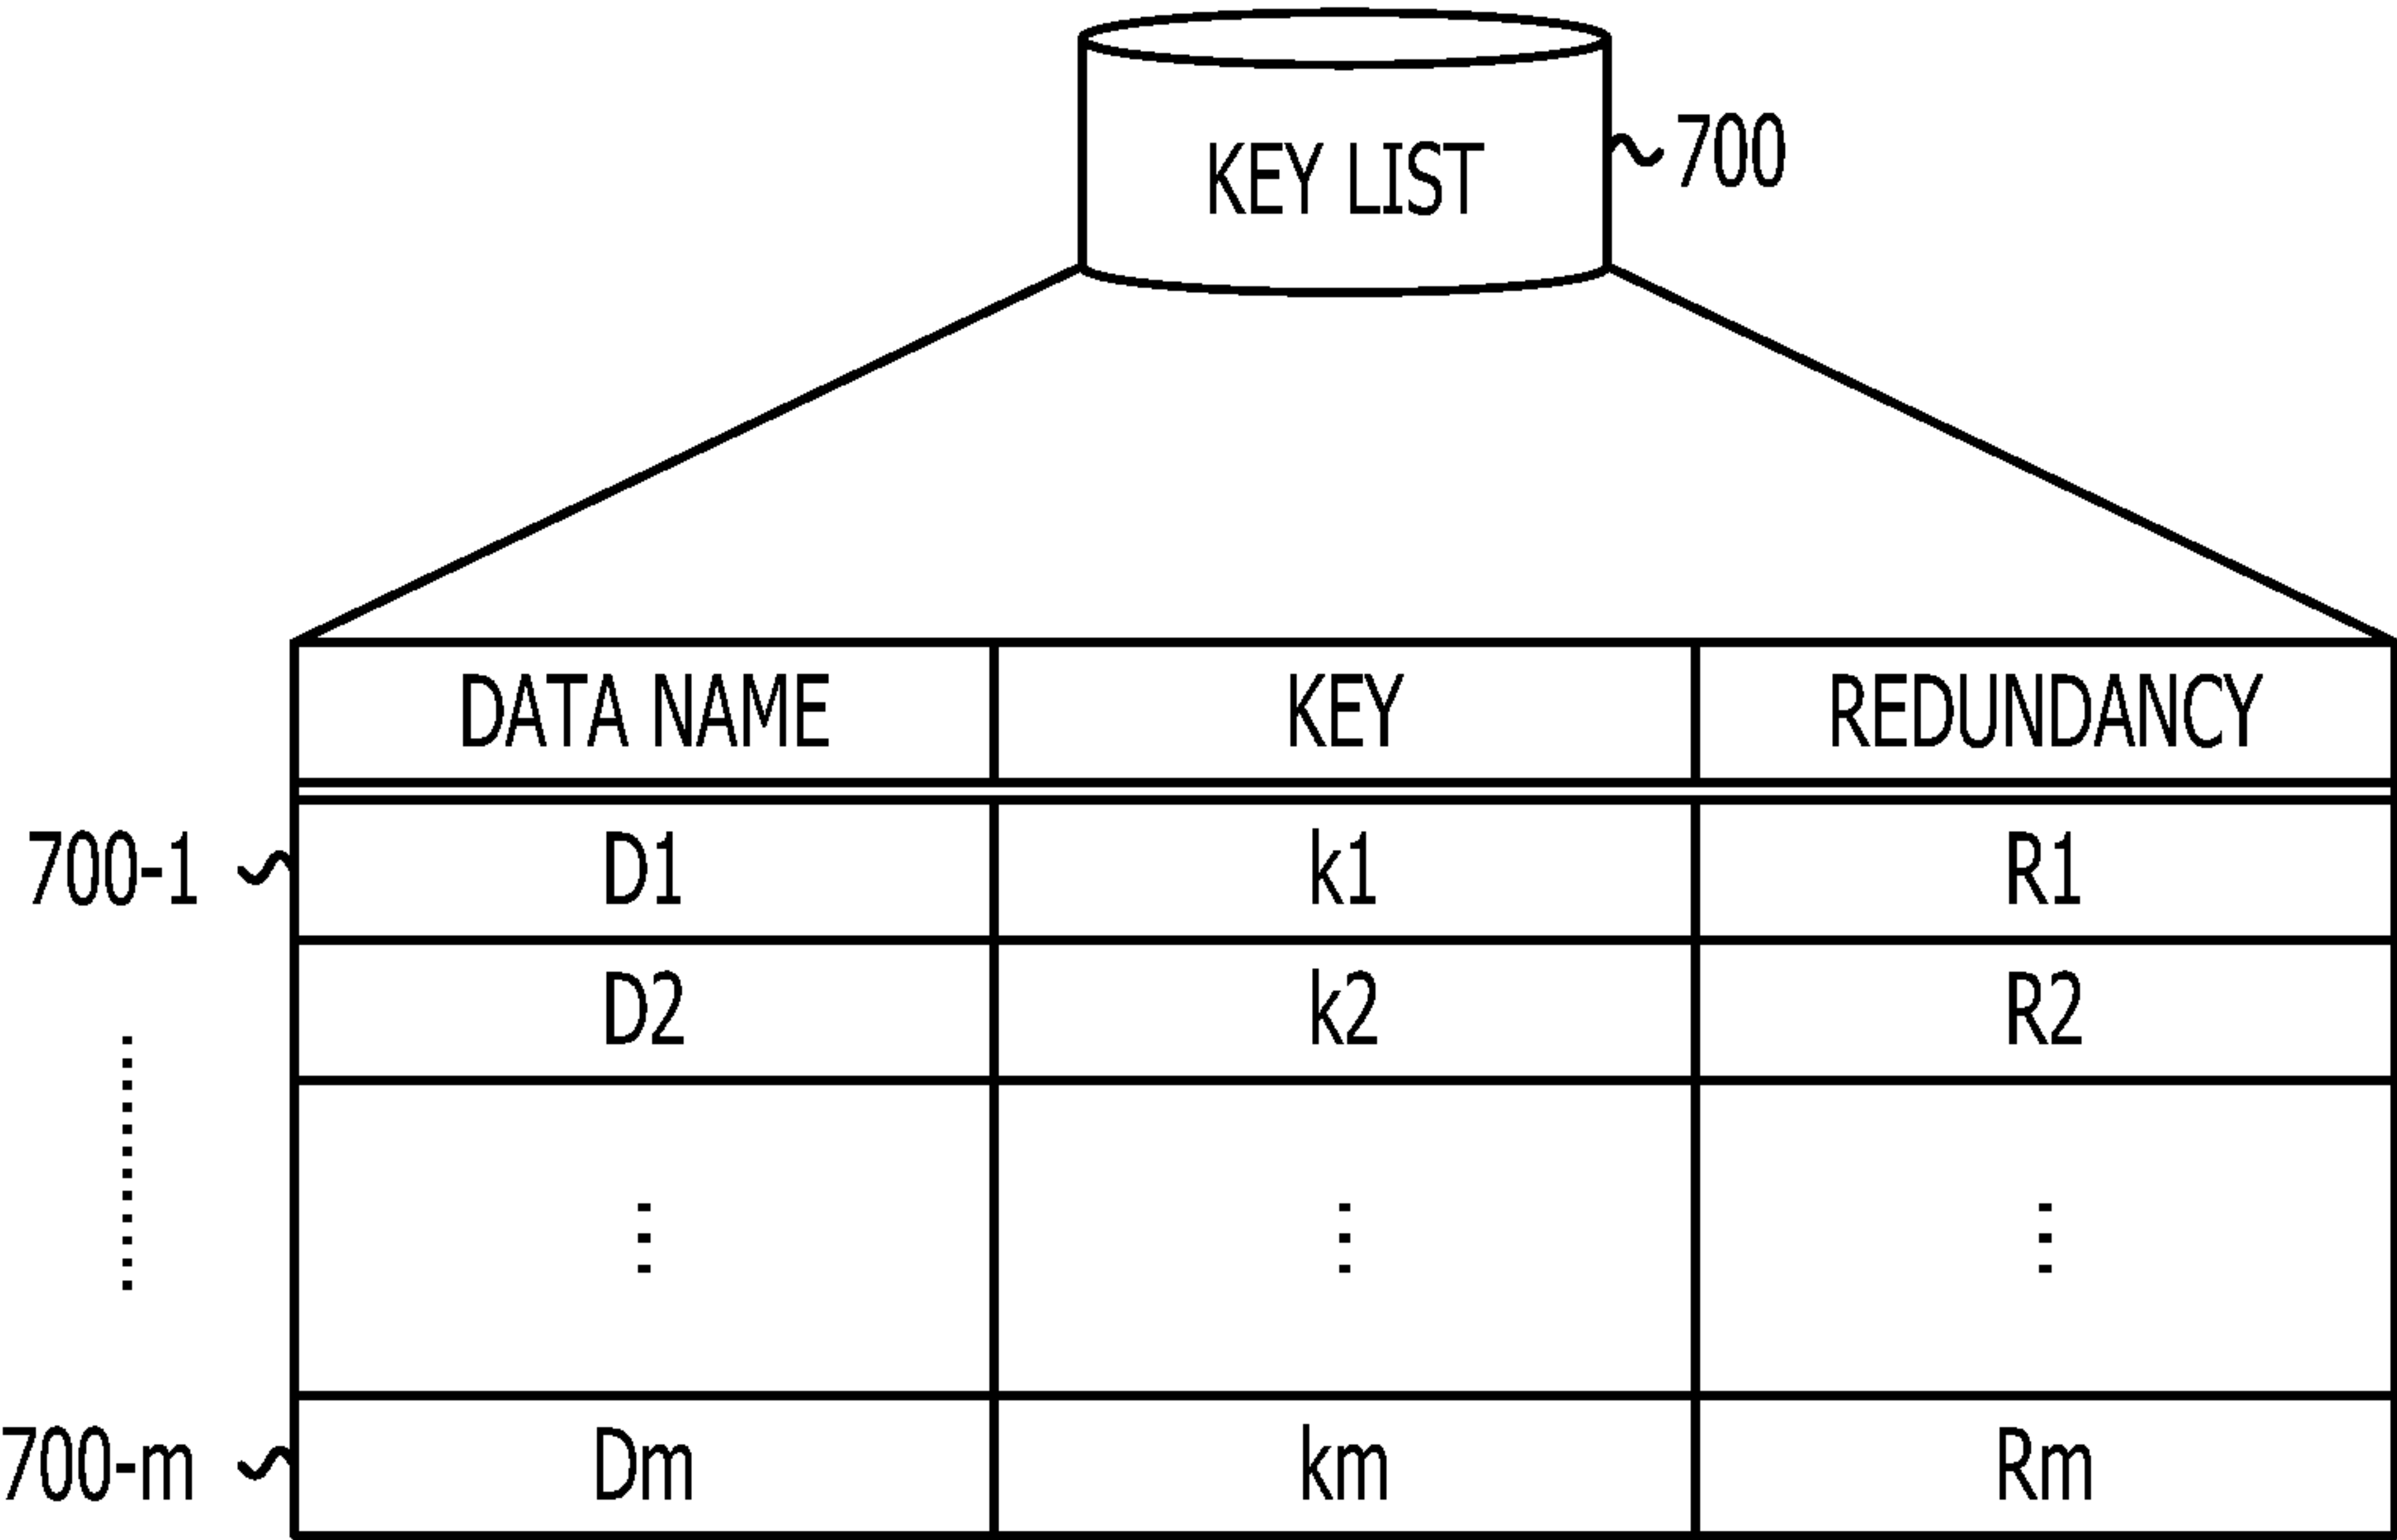 KEY LIST
700
DATA NAME KEY REDUNDANCY
700-1 D1 k1 R1
D2 k2 R2
700-m Dm km Rm